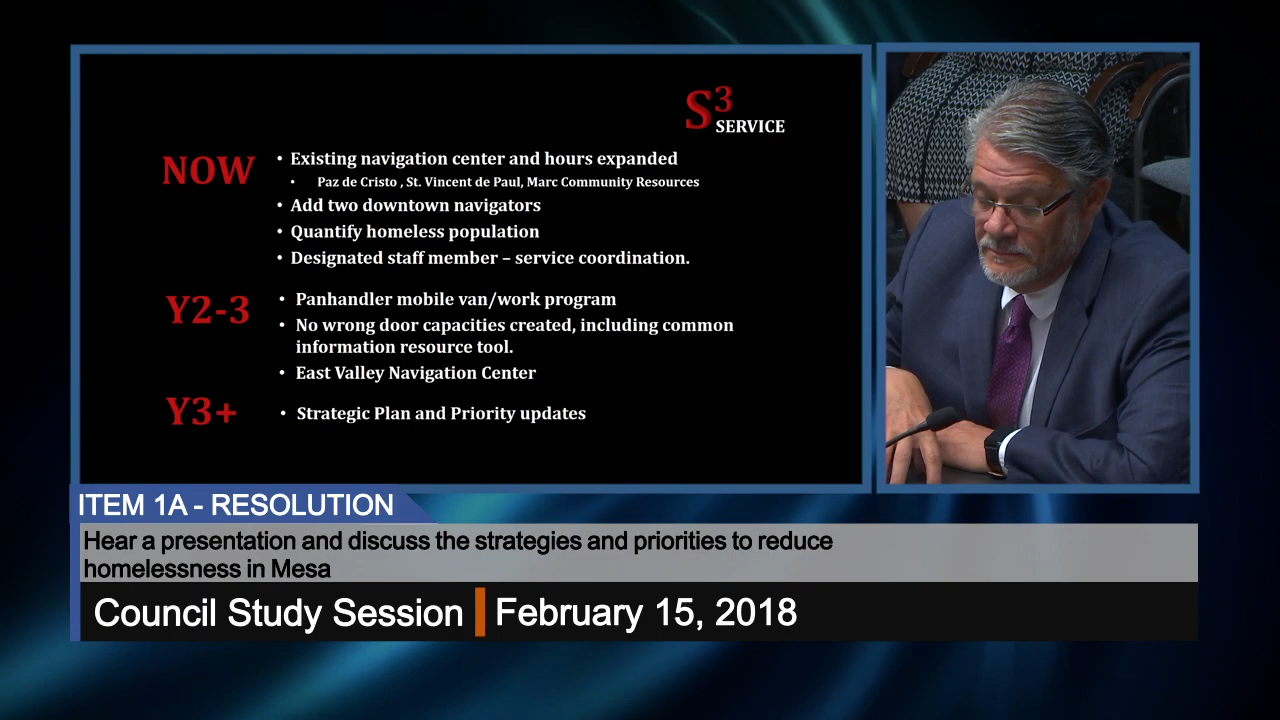 S3
SERVICE
NOW
• Existing navigation center and hours expanded
• Paz de Cristo , St. Vincent de Paul, Marc Community Resources
• Add two downtown navigators
• Quantify homeless population
• Designated staff member – service coordination.
Y2-3
• Panhandler mobile van/work program
• No wrong door capacities created, including common
information resource tool.
• East Valley Navigation Center
Y3+
• Strategic Plan and Priority updates
ITEM 1A - RESOLUTION
Hear a presentation and discuss the strategies and priorities to reduce
homelessness in Mesa
Council Study Session February 15, 2018